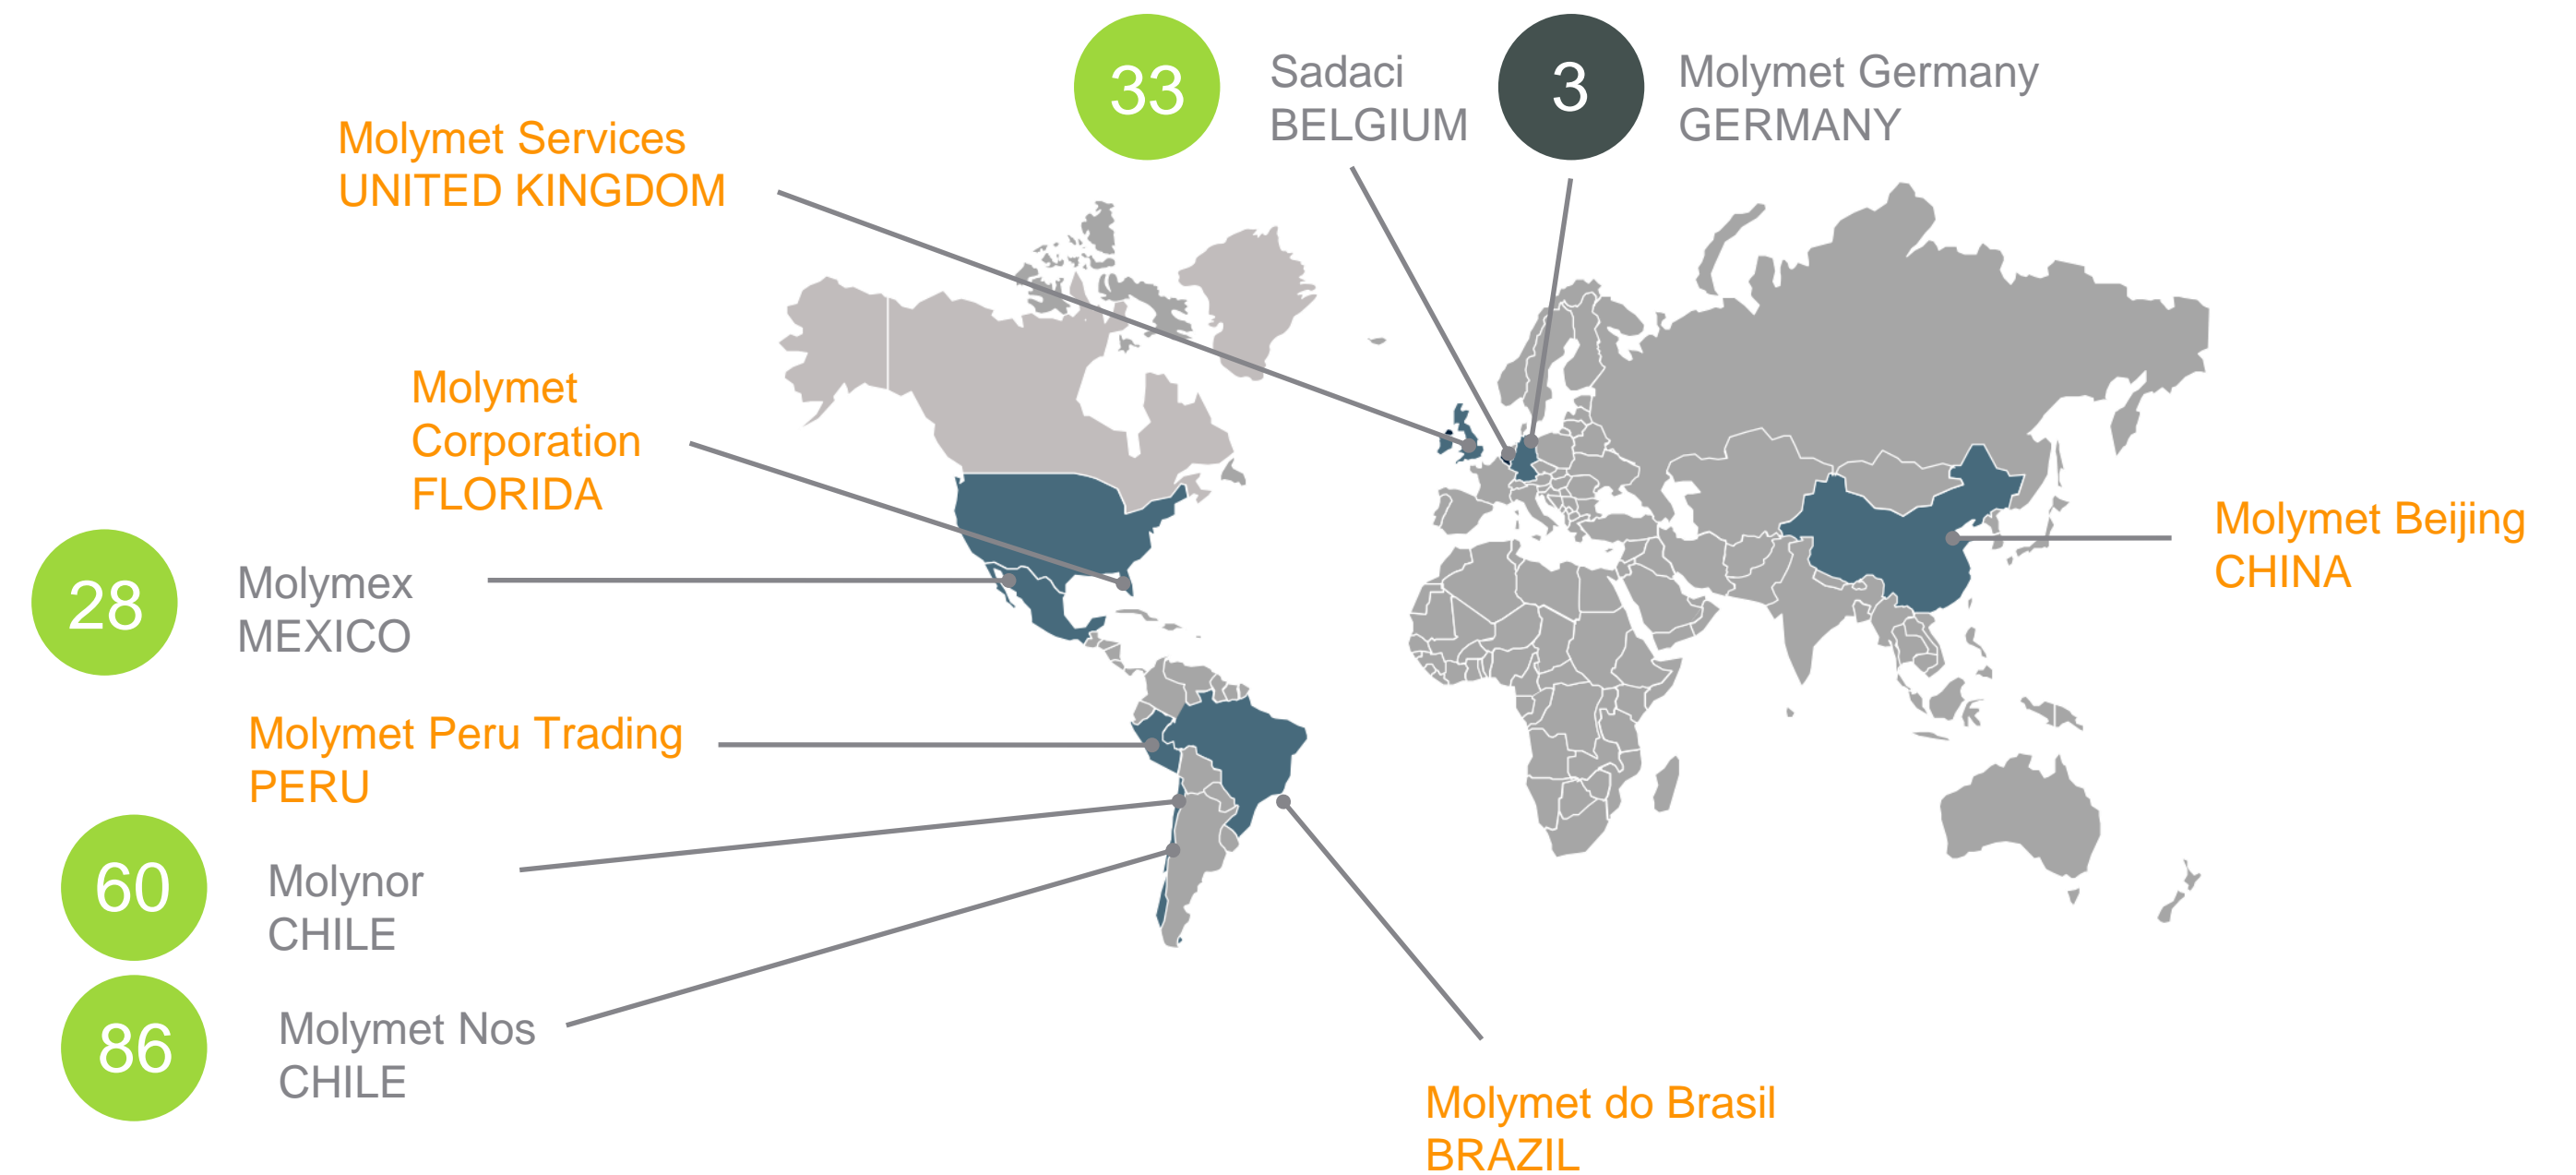 33
Sadaci
BELGIUM
3
Molymet Germany
GERMANY
Molymet Services
UNITED KINGDOM
Molymet
Corporation
FLORIDA
Molymet Beijing
CHINA
28
Molymex
MEXICO
Molymet Peru Trading
PERU
60
Molynor
CHILE
86
Molymet Nos
CHILE
Molymet do Brasil
BRAZIL